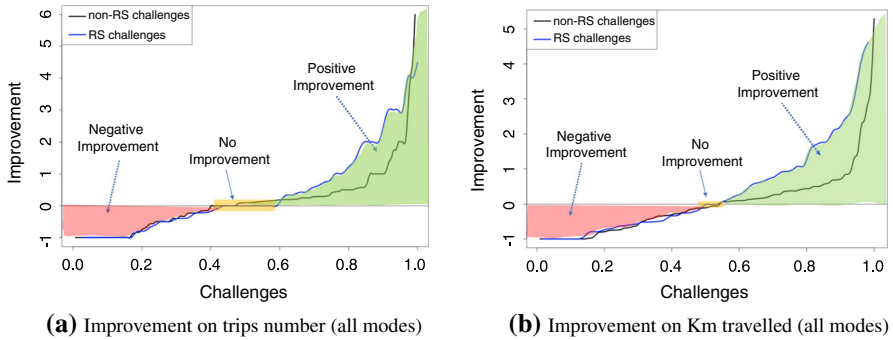 non-RS challenges
RS challenges
Positive
Improvement
Negative
Improvement
No
Improvement
Improvement
6
5
4
3
2
1
0
-1
0.0 0.2 0.4 0.6 0.8 1.0
Challenges
(a) Improvement on trips number (all modes)
non-RS challenges
RS challenges
Positive
Improvement
Negative
Improvement
No
Improvement
Improvement
5
4
3
2
1
0
-1
0.0 0.2 0.4 0.6 0.8 1.0
Challenges
(b) Improvement on Km travelled (all modes)